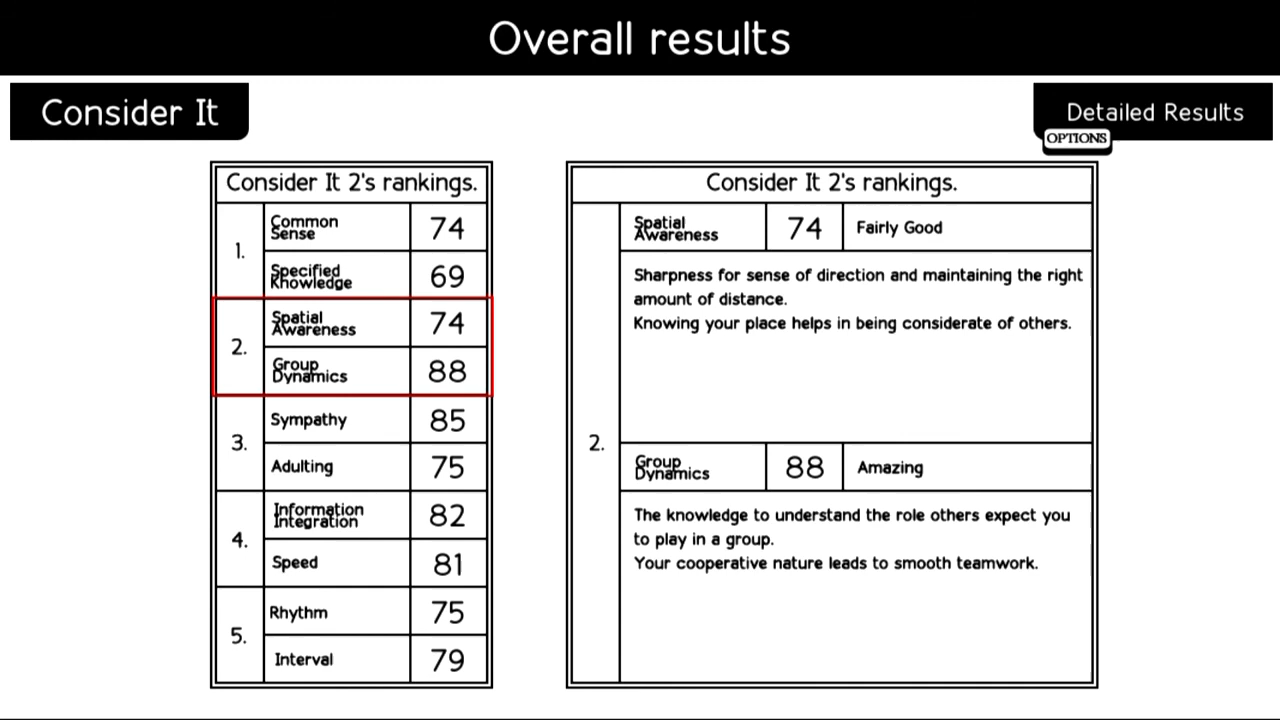 Overall results
Consider It
Detailed Results
OPTIONS
Consider It 2's rankings.
1.
Common
Sense
74
Specified
Knowledge
69
2.
Spatial
Awareness
74
Group
Dynamics
88
3.
Sympathy
85
Adulting
75
4.
Information
Integration
82
Speed
81
5.
Rhythm
75
Interval
79
Consider It 2's rankings.
2.
Spatial
Awareness
74
Fairly Good
Sharpness for sense of direction and maintaining the right
amount of distance.
Knowing your place helps in being considerate of others.
Group
Dynamics
88
Amazing
The knowledge to understand the role others expect you
to play in a group.
Your cooperative nature leads to smooth teamwork.